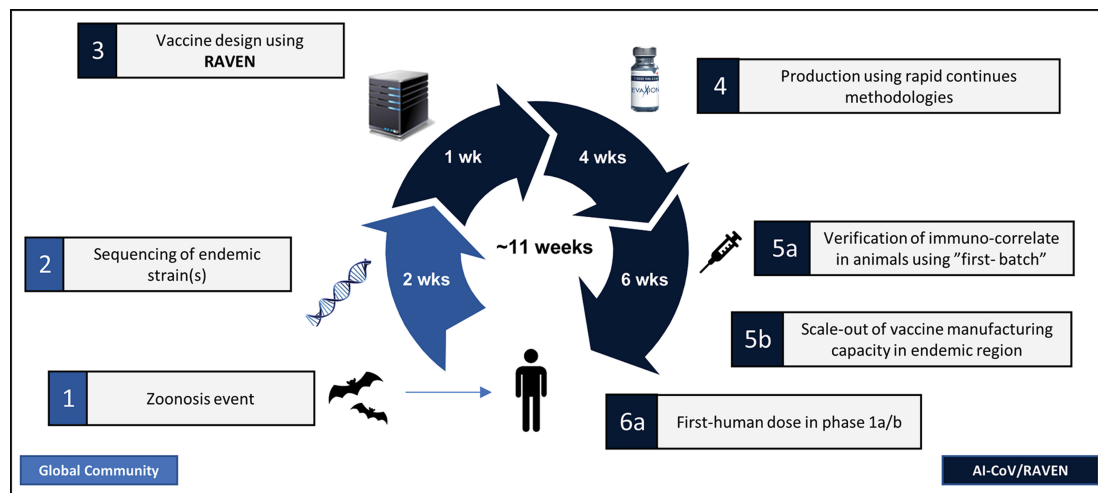 3
Vaccine design using
RAVEN
EVAXION
4
Production using rapid continues
methodologies
1 wk
4 wks
2
Sequencing of endemic
strain(s)
2 wks
~11 weeks
6 wks
5a
Verification of immuno-correlate
in animals using ”first- batch”
5b
Scale-out of vaccine manufacturing
capacity in endemic region
1
Zoonosis event
6a
First-human dose in phase 1a/b
Global Community
AI-CoV/RAVEN